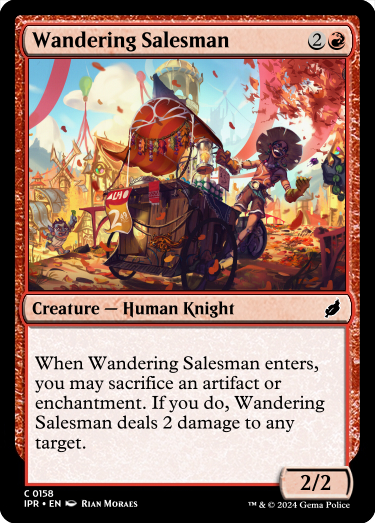 Wandering Salesman 2
Creature — Human Knight
When Wandering Salesman enters,
you may sacrifice an artifact or
enchantment. If you do, Wandering
Salesman deals 2 damage to any
target.
2/2
C 0158
IPR • EN Rian Moraes
™ & © 2024 Gema Police